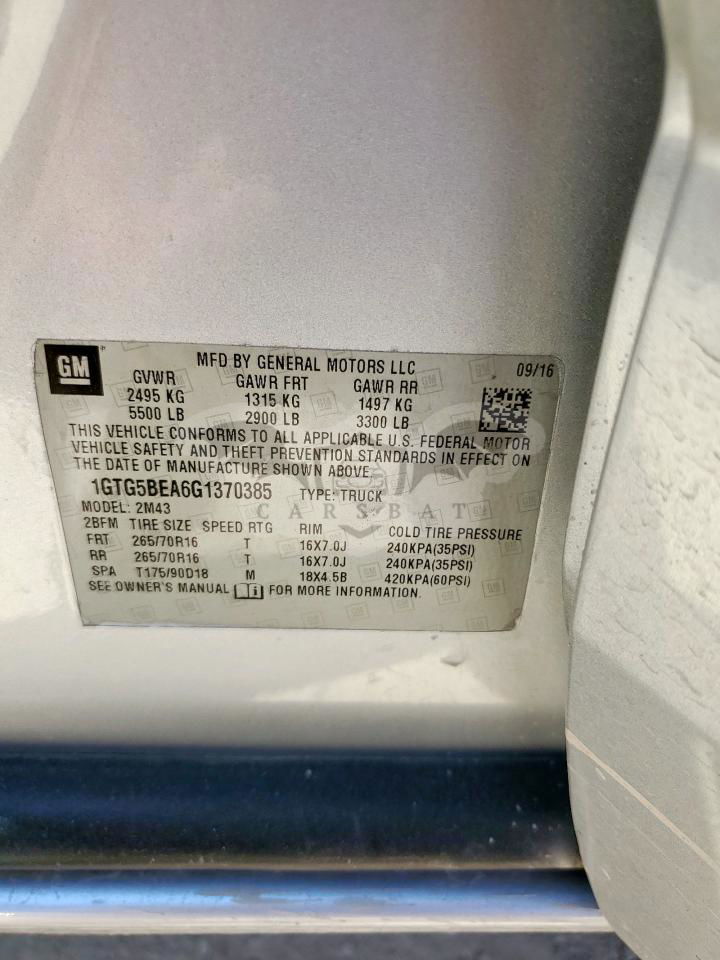 GM
MFD BY GENERAL MOTORS LLC 09/16
GVWR GAWR FRT GAWR RR
2495 KG 1315 KG 1497 KG
5500 LB 2900 LB 3300 LB
THIS VEHICLE CONFORMS TO ALL APPLICABLE U.S. FEDERAL MOTOR
VEHICLE SAFETY AND THEFT PREVENTION STANDARDS IN EFFECT ON
THE DATE OF MANUFACTURE SHOWN ABOVE.
1GTG5BEA6G1370385 TYPE: TRUCK
CARSBAT
MODEL: 2M43
2BFM TIRE SIZE SPEED RTG RIM COLD TIRE PRESSURE
FRT 265/70R16 T 16X7.0J 240KPA(35PSI)
RR 265/70R16 T 16X7.0J 240KPA(35PSI)
SPA T175/90D18 M 18X4.5B 420KPA(60PSI)
SEE OWNER'S MANUAL FOR MORE INFORMATION.